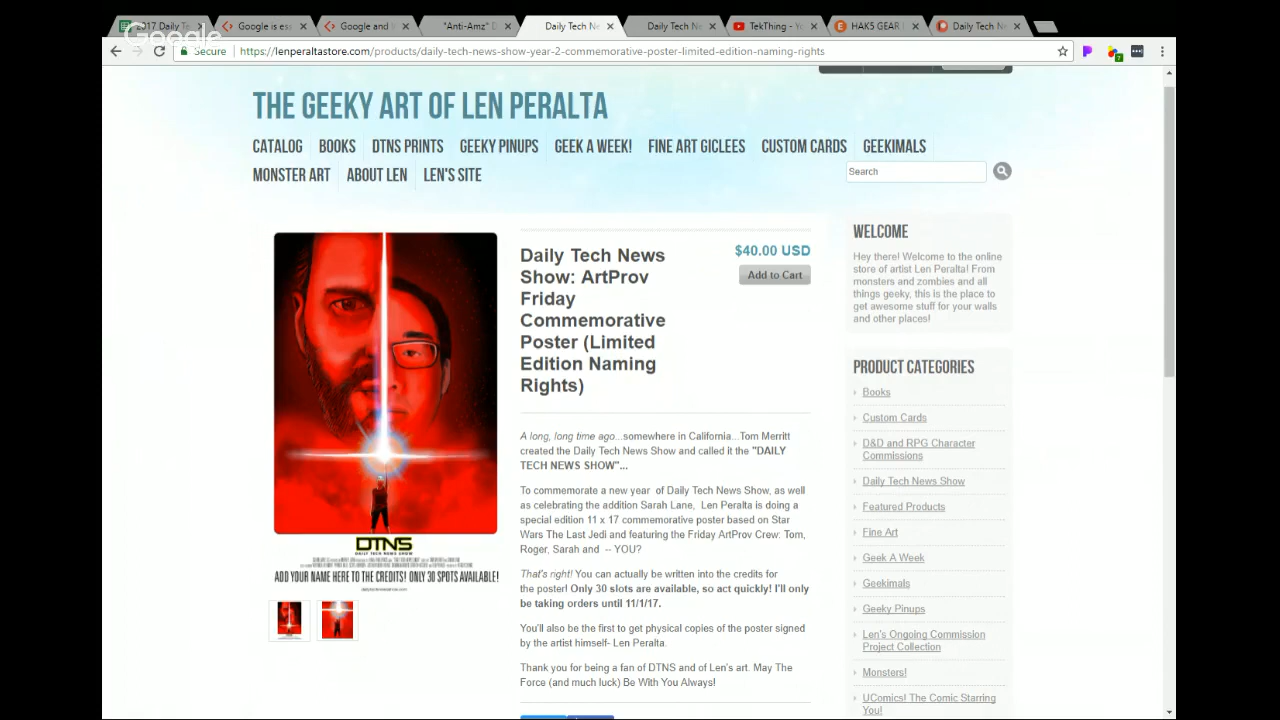 2017 Daily Te
Google is ess
Google and
"Anti-Amz" D
Daily Tech Ne
Daily Tech Ne
TekThing - Yo
HAK5 GEAR
Daily Tech Ne
Google
Secure
https://lenperaltastore.com/products/daily-tech-news-show-year-2-commemorative-poster-limited-edition-naming-rights
THE GEEKY ART OF LEN PERALTA
CATALOG BOOKS DTNS PRINTS GEEKY PINUPS GEEK A WEEK! FINE ART GICLEES CUSTOM CARDS GEEKIMALS
MONSTER ART ABOUT LEN LEN'S SITE
Search
DTNS
DAILY TECH NEWS SHOW
ADD YOUR NAME HERE TO THE CREDITS! ONLY 30 SPOTS AVAILABLE!
Daily Tech News
Show: ArtProv
Friday
Commemorative
Poster (Limited
Edition Naming
Rights)
$40.00 USD
Add to Cart
A long, long time ago...somewhere in California...Tom Merritt
created the Daily Tech News Show and called it the "DAILY
TECH NEWS SHOW"...
To commemorate a new year of Daily Tech News Show, as well
as celebrating the addition Sarah Lane, Len Peralta is doing a
special edition 11 x 17 commemorative poster based on Star
Wars The Last Jedi and featuring the Friday ArtProv Crew: Tom,
Roger, Sarah and -- YOU?
That's right! You can actually be written into the credits for
the poster! Only 30 slots are available, so act quickly! I'll only
be taking orders until 11/1/17.
You'll also be the first to get physical copies of the poster signed
by the artist himself- Len Peralta.
Thank you for being a fan of DTNS and of Len's art. May The
Force (and much luck) Be With You Always!
WELCOME
Hey there! Welcome to the online
store of artist Len Peralta! From
monsters and zombies and all
things geeky, this is the place to
get awesome stuff for your walls
and other places!
PRODUCT CATEGORIES
Books
Custom Cards
D&D and RPG Character
Commissions
Daily Tech News Show
Featured Products
Fine Art
Geek A Week
Geekimals
Geeky Pinups
Len's Ongoing Commission
Project Collection
Monsters!
UComics! The Comic Starring
You!